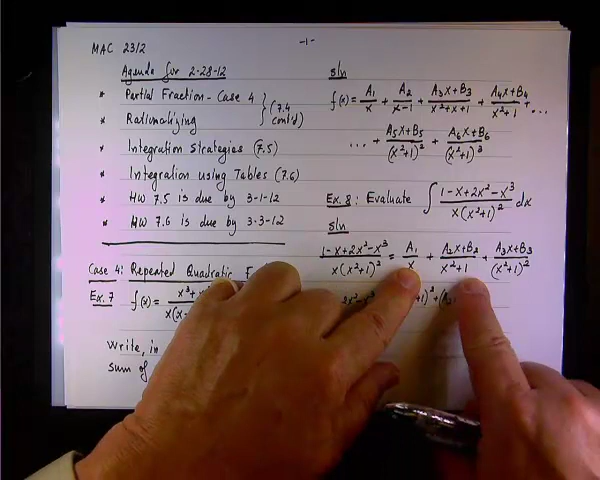 -1-
MAC 2312
Agenda for 2-28-12
* Partial Fraction - Case 4
* Rationalizing
} (7.4 cont'd)
* Integration Strategies (7.5)
* Integration using Tables (7.6)
* HW 7.5 is due by 3-1-12
* HW 7.6 is due by 3-3-12
Case 4: Repeated Quadratic
Ex. 7 f(x) = x³+
x(x-
Write, in
sum of
sln
f(x) = A₁/x + A₂/(x-1) + (A₃x+B₃)/(x²+x+1) + (A₄x+B₄)/(x²+1) + ...
... + (A₅x+B₅)/(x²+1)² + (A₆x+B₆)/(x²+1)³
Ex. 8: Evaluate ∫ (1-x+2x²-x³)/(x(x²+1)²) dx
sln
(1-x+2x²-x³)/(x(x²+1)²) = A₁/x + (A₂x+B₂)/(x²+1) + (A₃x+B₃)/(x²+1)²